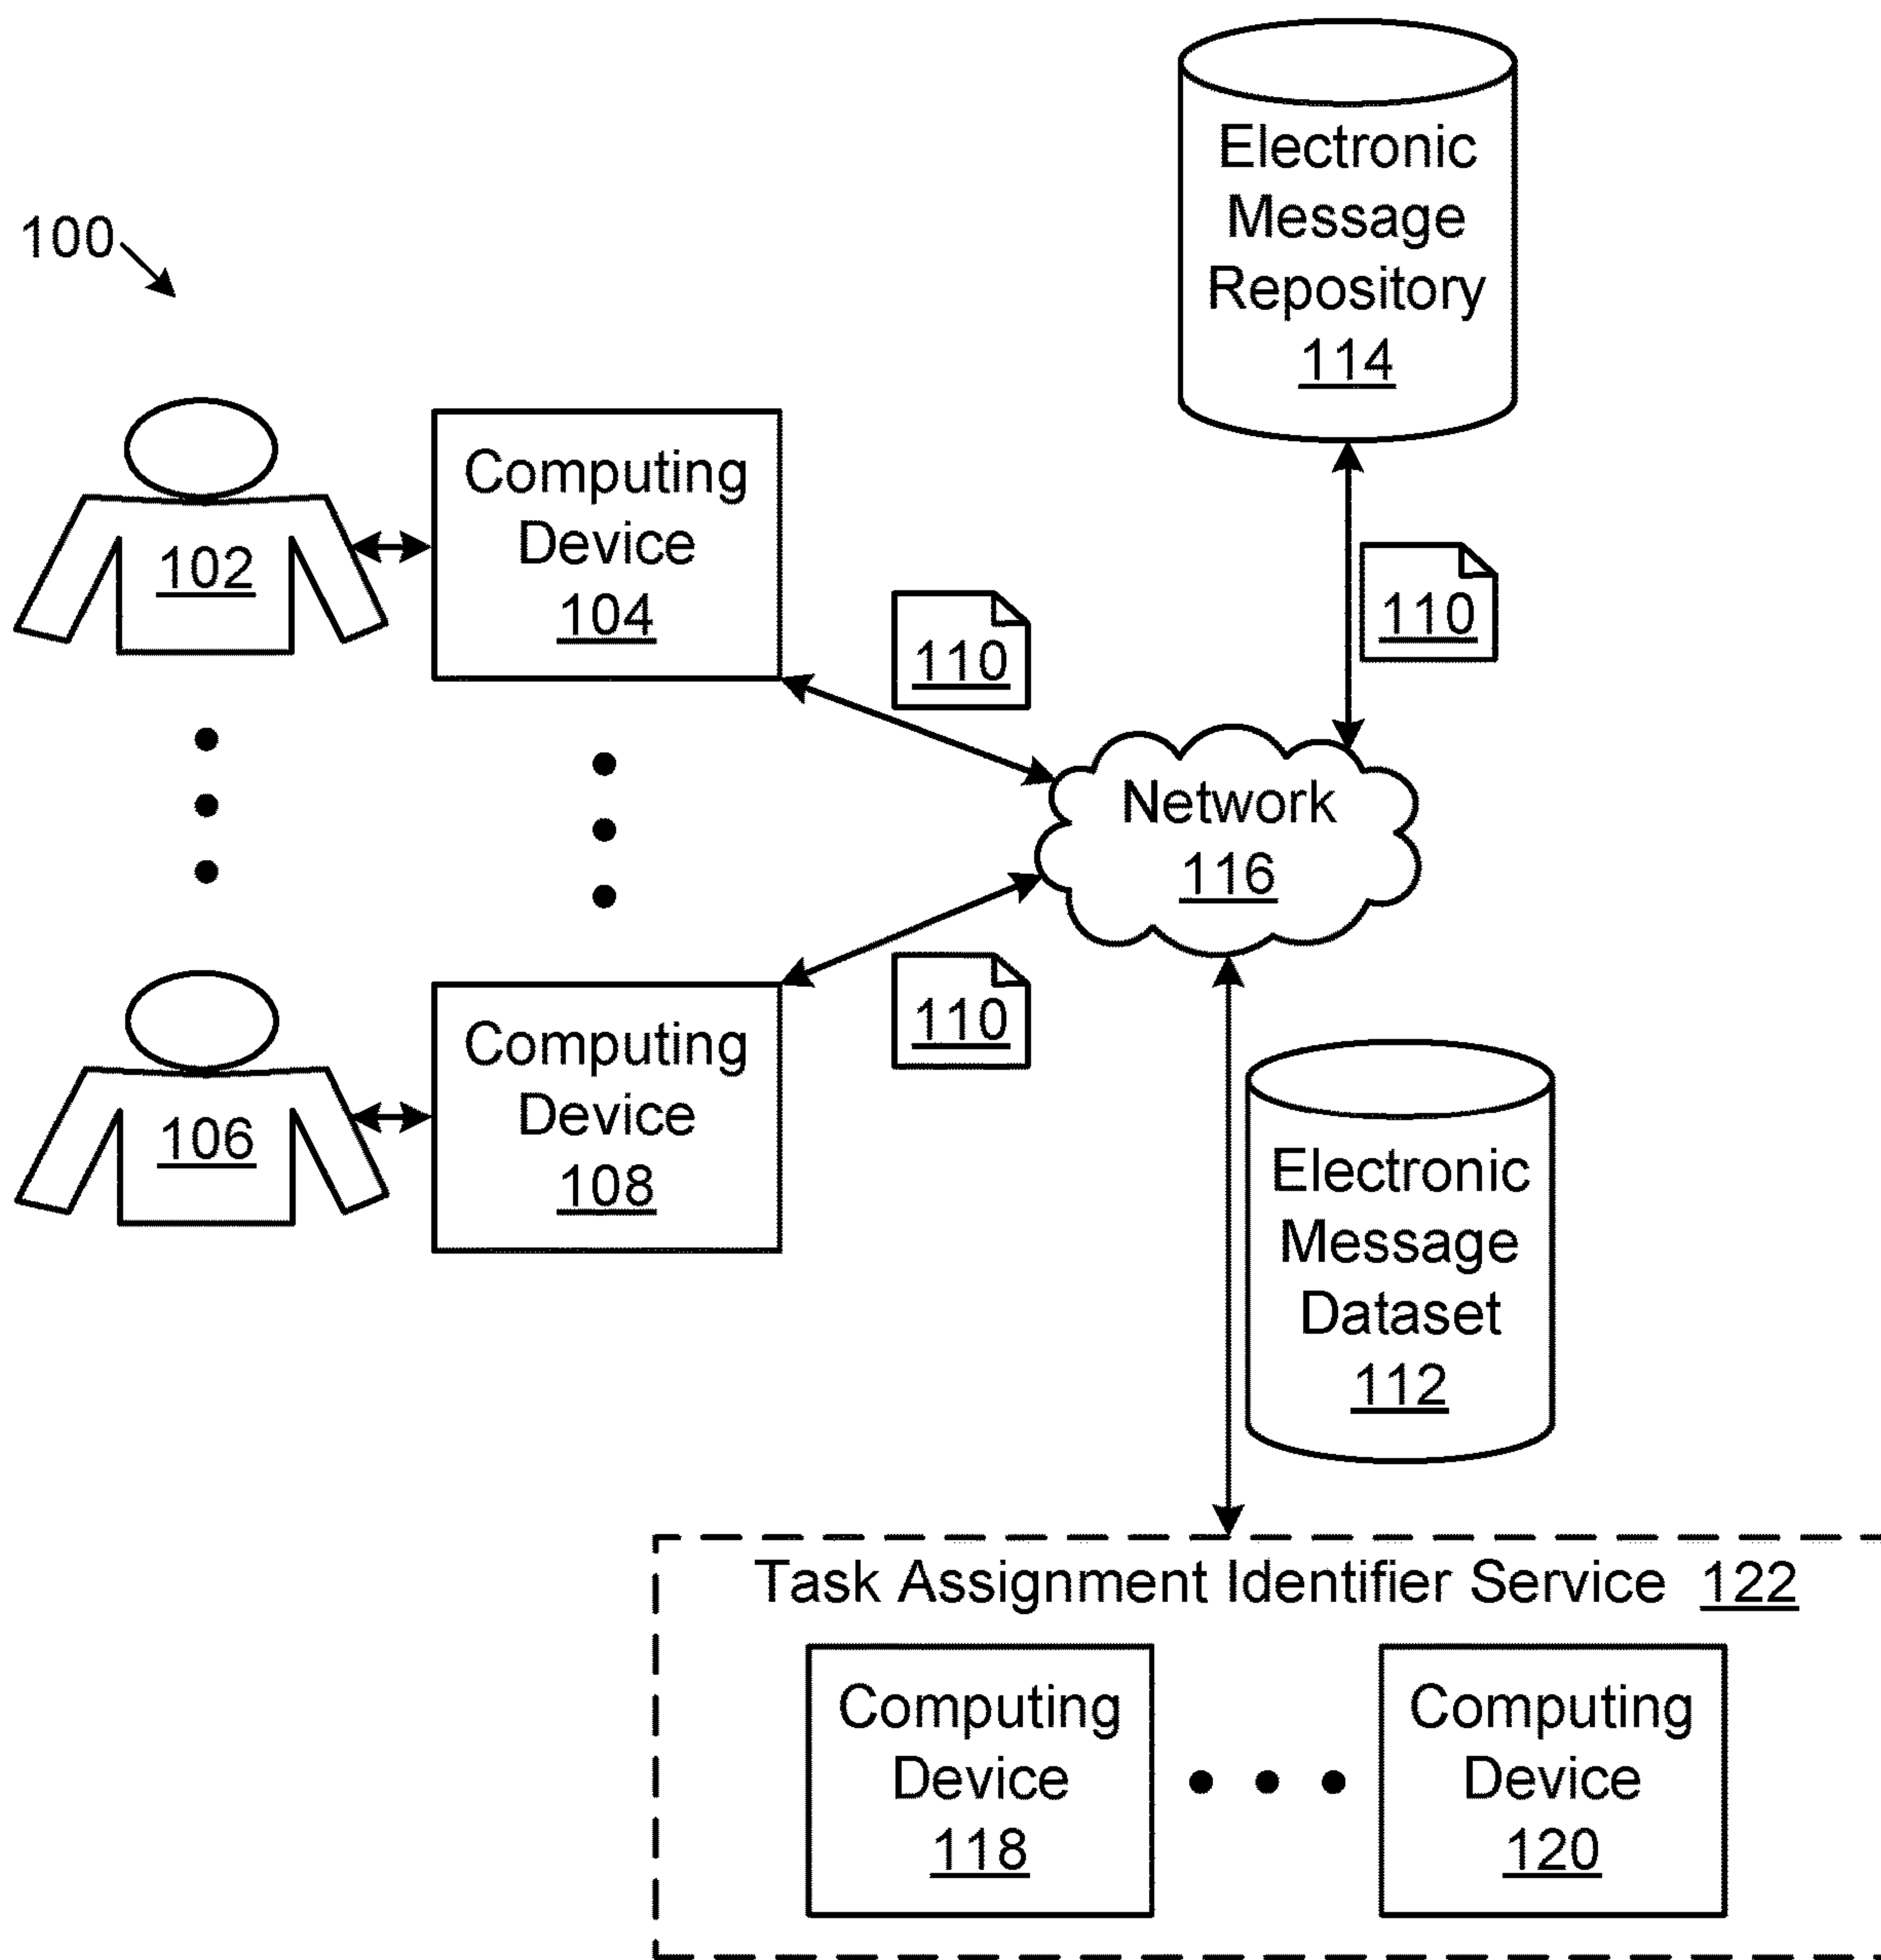 Electronic
Message
Repository
114
100
102
Computing
Device
104
110
110
Network
116
106
Computing
Device
108
110
Electronic
Message
Dataset
112
Task Assignment Identifier Service 122
Computing
Device
118
Computing
Device
120